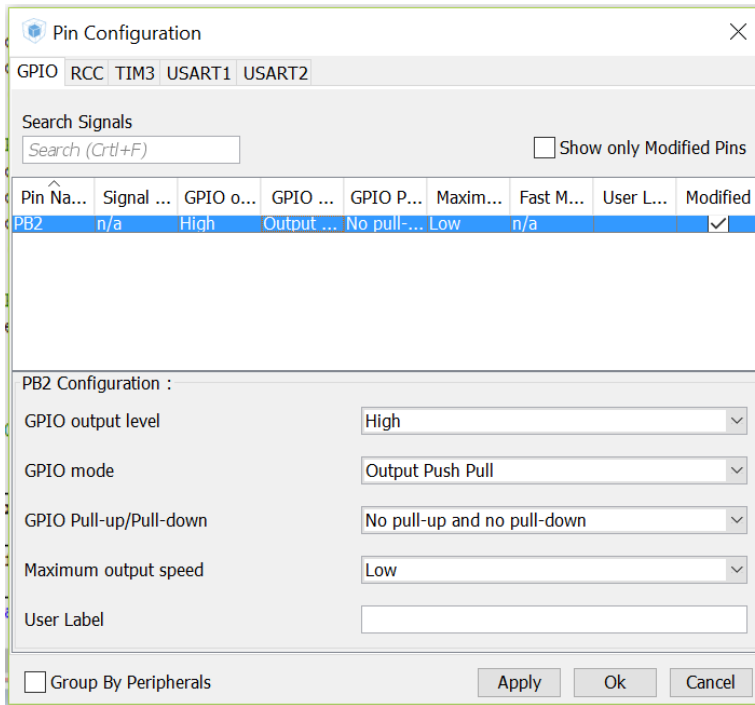 Pin Configuration
GPIO RCC TIM3 USART1 USART2
Search Signals
Search (Crtl+F)
Show only Modified Pins
Pin Na... Signal ... GPIO o... GPIO ... GPIO P... Maxim... Fast M... User L... Modified
PB2 n/a High Output ... No pull-... Low n/a
PB2 Configuration :
GPIO output level High
GPIO mode Output Push Pull
GPIO Pull-up/Pull-down No pull-up and no pull-down
Maximum output speed Low
User Label
Group By Peripherals Apply Ok Cancel